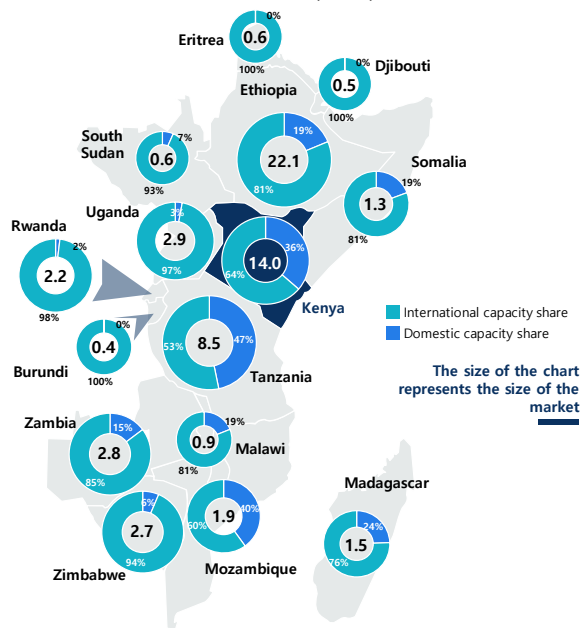 0%
Eritrea
0.6
100%
0%
Djibouti
0.5
100%
Ethiopia
19%
22.1
81%
South
Sudan
7%
0.6
93%
Somalia
19%
1.3
81%
Uganda
3%
2.9
97%
Rwanda
2%
2.2
98%
36%
14.0
64%
Kenya
International capacity share
Domestic capacity share
0%
0.4
Burundi
100%
53%
8.5
47%
Tanzania
The size of the chart
represents the size of the
market
Zambia
15%
2.8
85%
19%
0.9
Malawi
81%
Madagascar
24%
1.5
76%
6%
2.7
94%
Zimbabwe
40%
1.9
60%
Mozambique